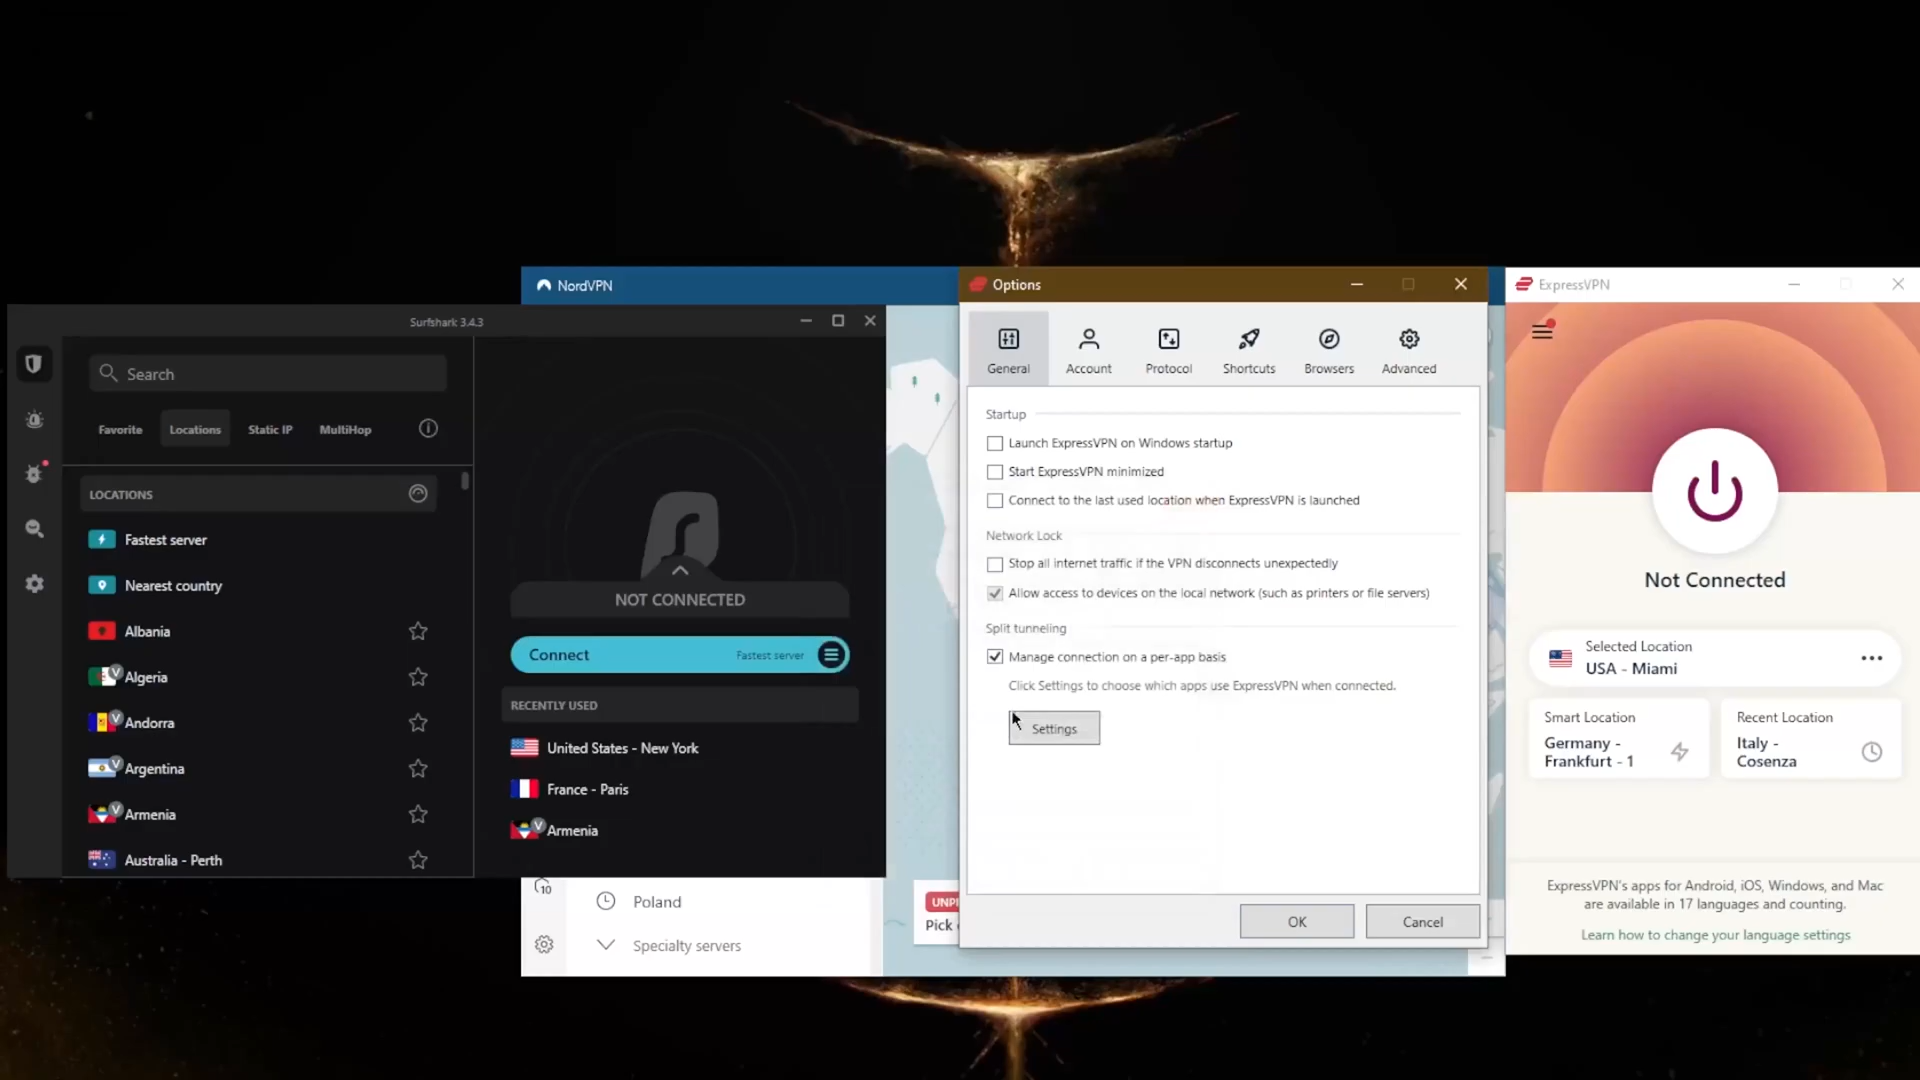 NordVPN
Surfshark 3.4.3
Search
Favorite
Locations
Static IP
MultiHop
LOCATIONS
Fastest server
Nearest country
Albania
Algeria
Andorra
Argentina
Armenia
Australia - Perth
NOT CONNECTED
Connect
Fastest server
RECENTLY USED
United States - New York
France - Paris
Armenia
10
Poland
Specialty servers
UNP
Pick
Options
General
Account
Protocol
Shortcuts
Browsers
Advanced
Startup
Launch ExpressVPN on Windows startup
Start ExpressVPN minimized
Connect to the last used location when ExpressVPN is launched
Network Lock
Stop all internet traffic if the VPN disconnects unexpectedly
Allow access to devices on the local network (such as printers or file servers)
Split tunneling
Manage connection on a per-app basis
Click Settings to choose which apps use ExpressVPN when connected.
Settings
OK
Cancel
ExpressVPN
Not Connected
Selected Location
USA - Miami
Smart Location
Germany -
Frankfurt - 1
Recent Location
Italy -
Cosenza
ExpressVPN's apps for Android, iOS, Windows, and Mac
are available in 17 languages and counting.
Learn how to change your language settings